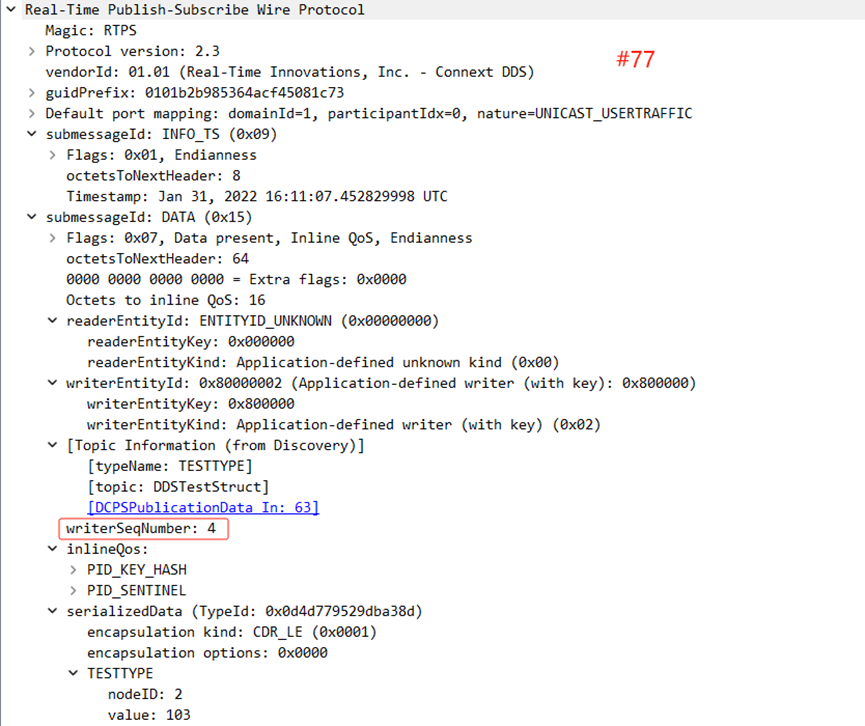 Real-Time Publish-Subscribe Wire Protocol
Magic: RTPS
Protocol version: 2.3
#77
vendorId: 01.01 (Real-Time Innovations, Inc. - Connext DDS)
guidPrefix: 0101b2b985364acf45081c73
Default port mapping: domainId=1, participantIdx=0, nature=UNICAST_USERTRAFFIC
submessageId: INFO_TS (0x09)
Flags: 0x01, Endianness
octetsToNextHeader: 8
Timestamp: Jan 31, 2022 16:11:07.452829998 UTC
submessageId: DATA (0x15)
Flags: 0x07, Data present, Inline QoS, Endianness
octetsToNextHeader: 64
0000 0000 0000 0000 = Extra flags: 0x0000
Octets to inline QoS: 16
readerEntityId: ENTITYID_UNKNOWN (0x00000000)
readerEntityKey: 0x000000
readerEntityKind: Application-defined unknown kind (0x00)
writerEntityId: 0x80000002 (Application-defined writer (with key): 0x800000)
writerEntityKey: 0x800000
writerEntityKind: Application-defined writer (with key) (0x02)
[Topic Information (from Discovery)]
[typeName: TESTTYPE]
[topic: DDSTestStruct]
[DCPSPublicationData In: 63]
writerSeqNumber: 4
inlineQos:
PID_KEY_HASH
PID_SENTINEL
serializedData (TypeId: 0x0d4d779529dba38d)
encapsulation kind: CDR_LE (0x0001)
encapsulation options: 0x0000
TESTTYPE
nodeID: 2
value: 103